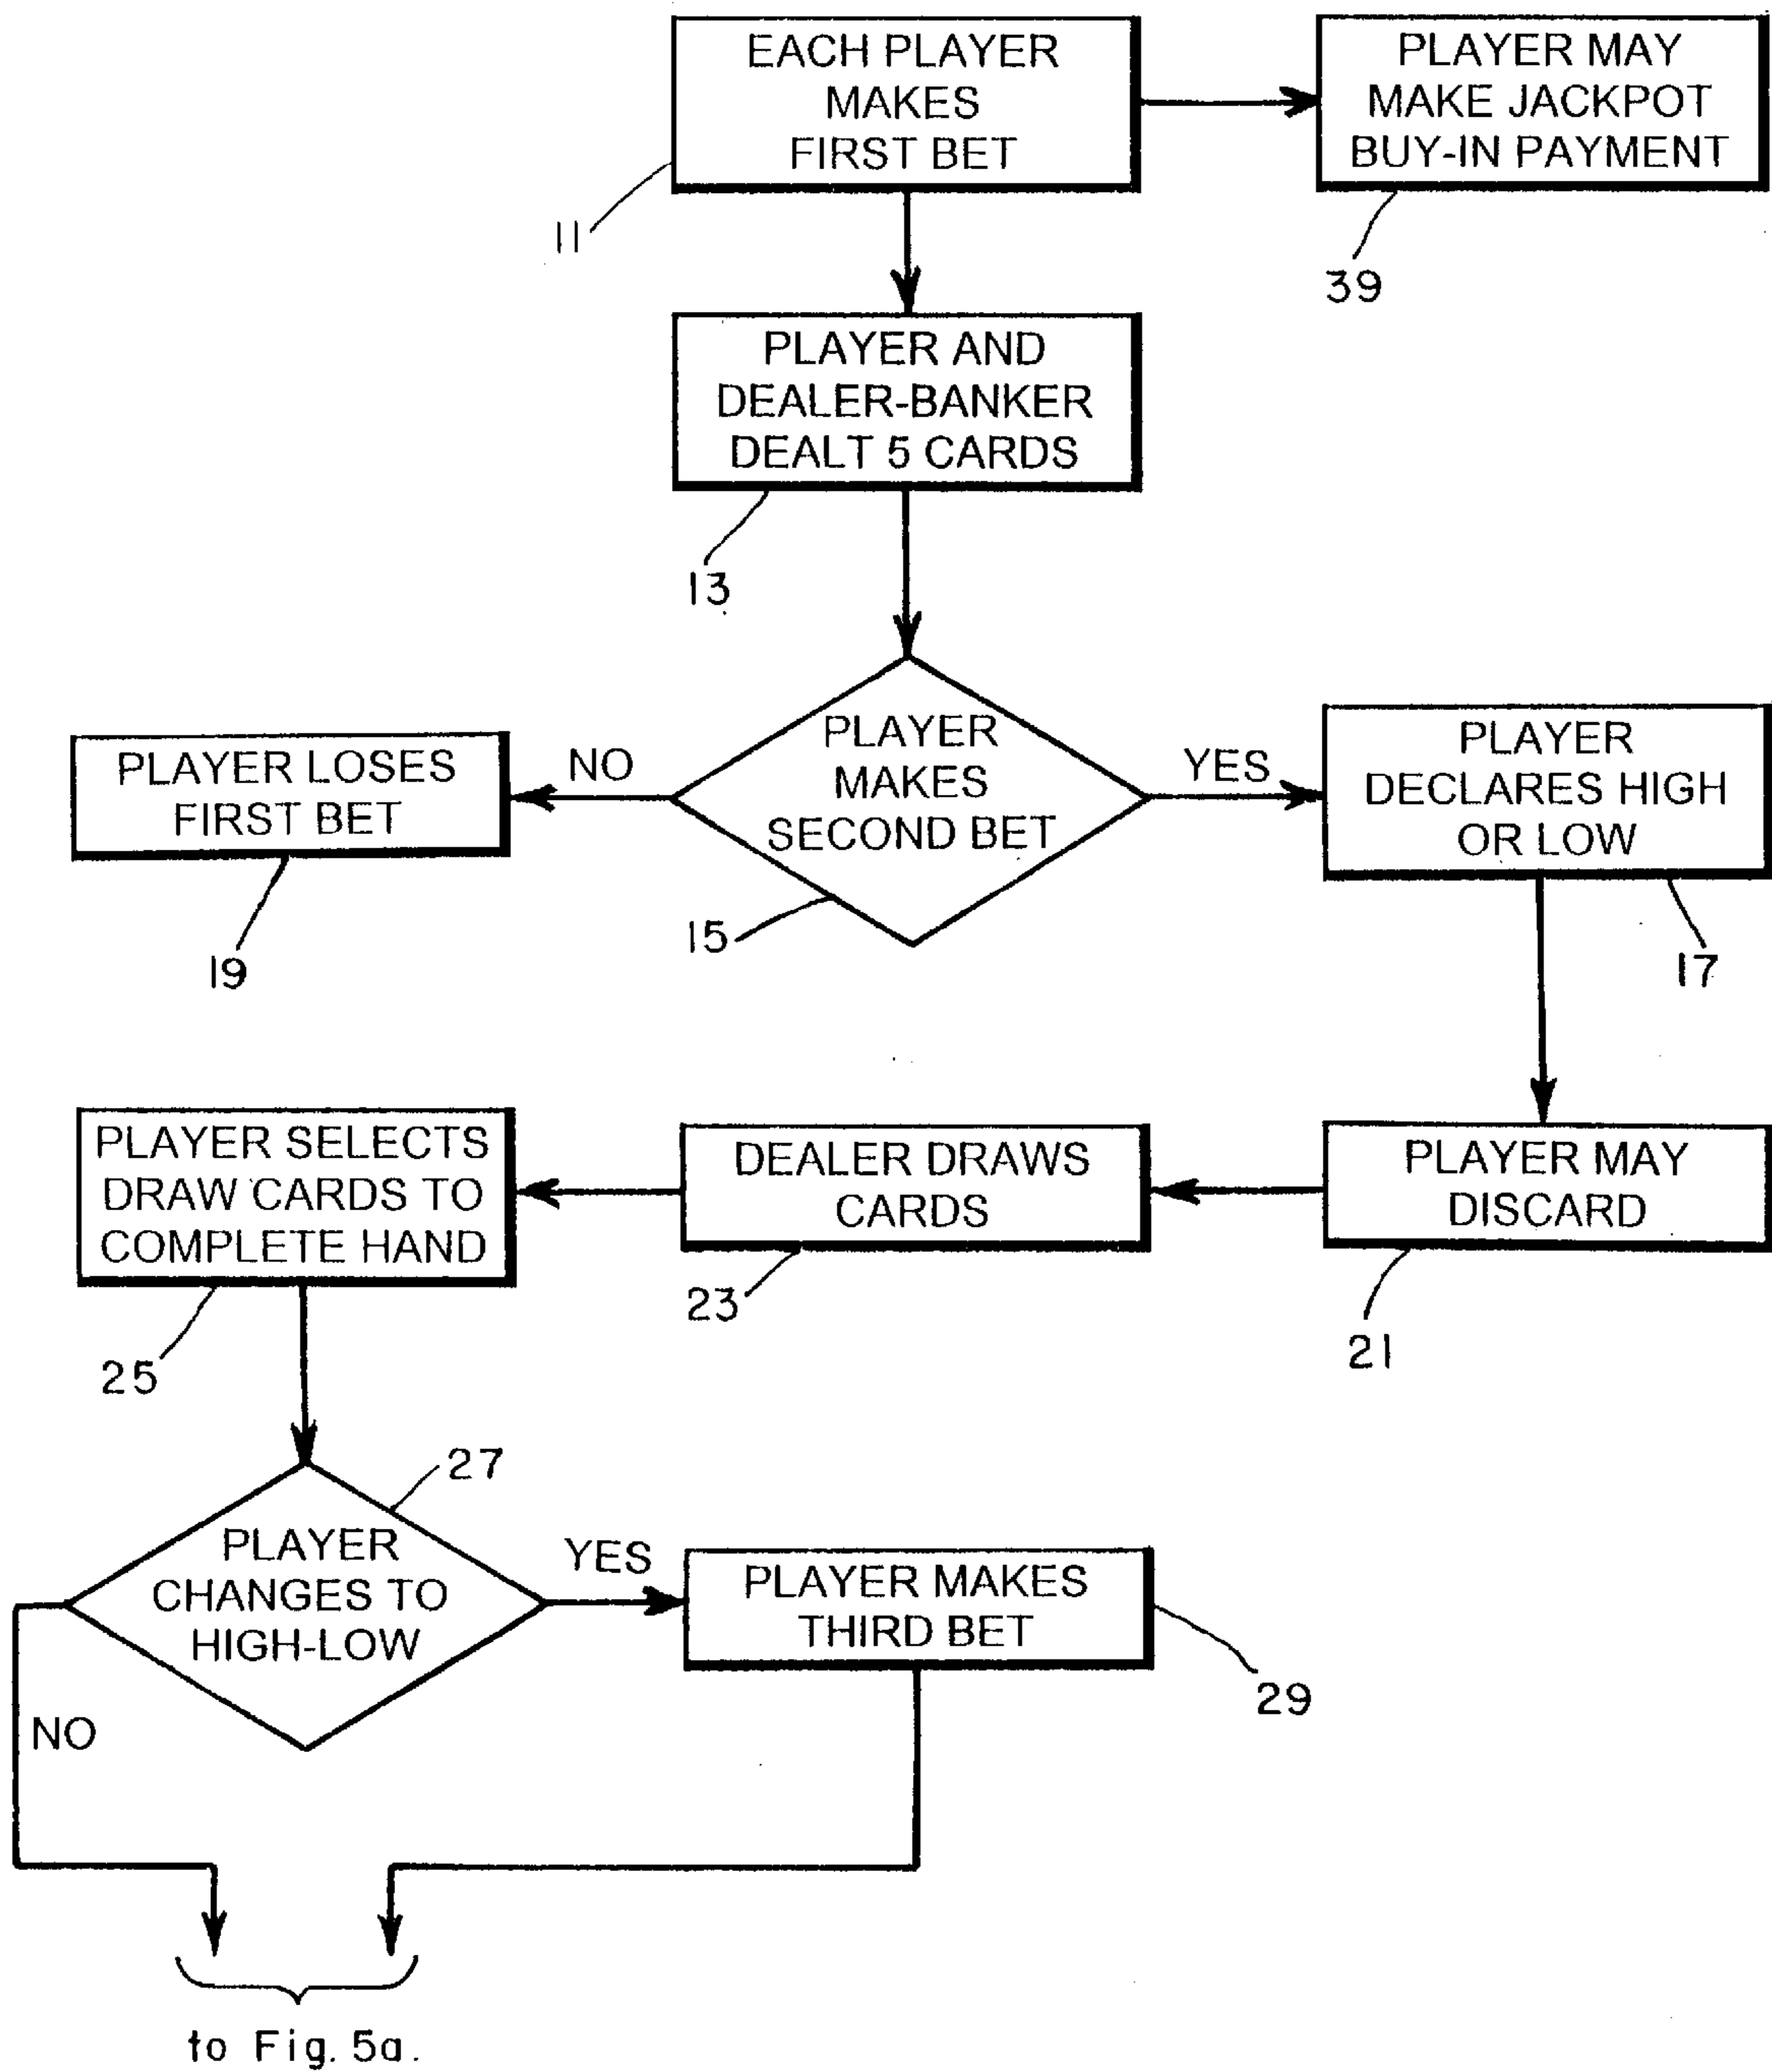 EACH PLAYER
MAKES
FIRST BET
11
PLAYER MAY
MAKE JACKPOT
BUY-IN PAYMENT
39
PLAYER AND
DEALER-BANKER
DEALT 5 CARDS
13
PLAYER
MAKES
SECOND BET
15
NO
PLAYER LOSES
FIRST BET
19
YES
PLAYER
DECLARES HIGH
OR LOW
17
PLAYER MAY
DISCARD
21
DEALER DRAWS
CARDS
23
PLAYER SELECTS
DRAW CARDS TO
COMPLETE HAND
25
PLAYER
CHANGES TO
HIGH-LOW
27
YES
PLAYER MAKES
THIRD BET
29
NO
to Fig. 5a.